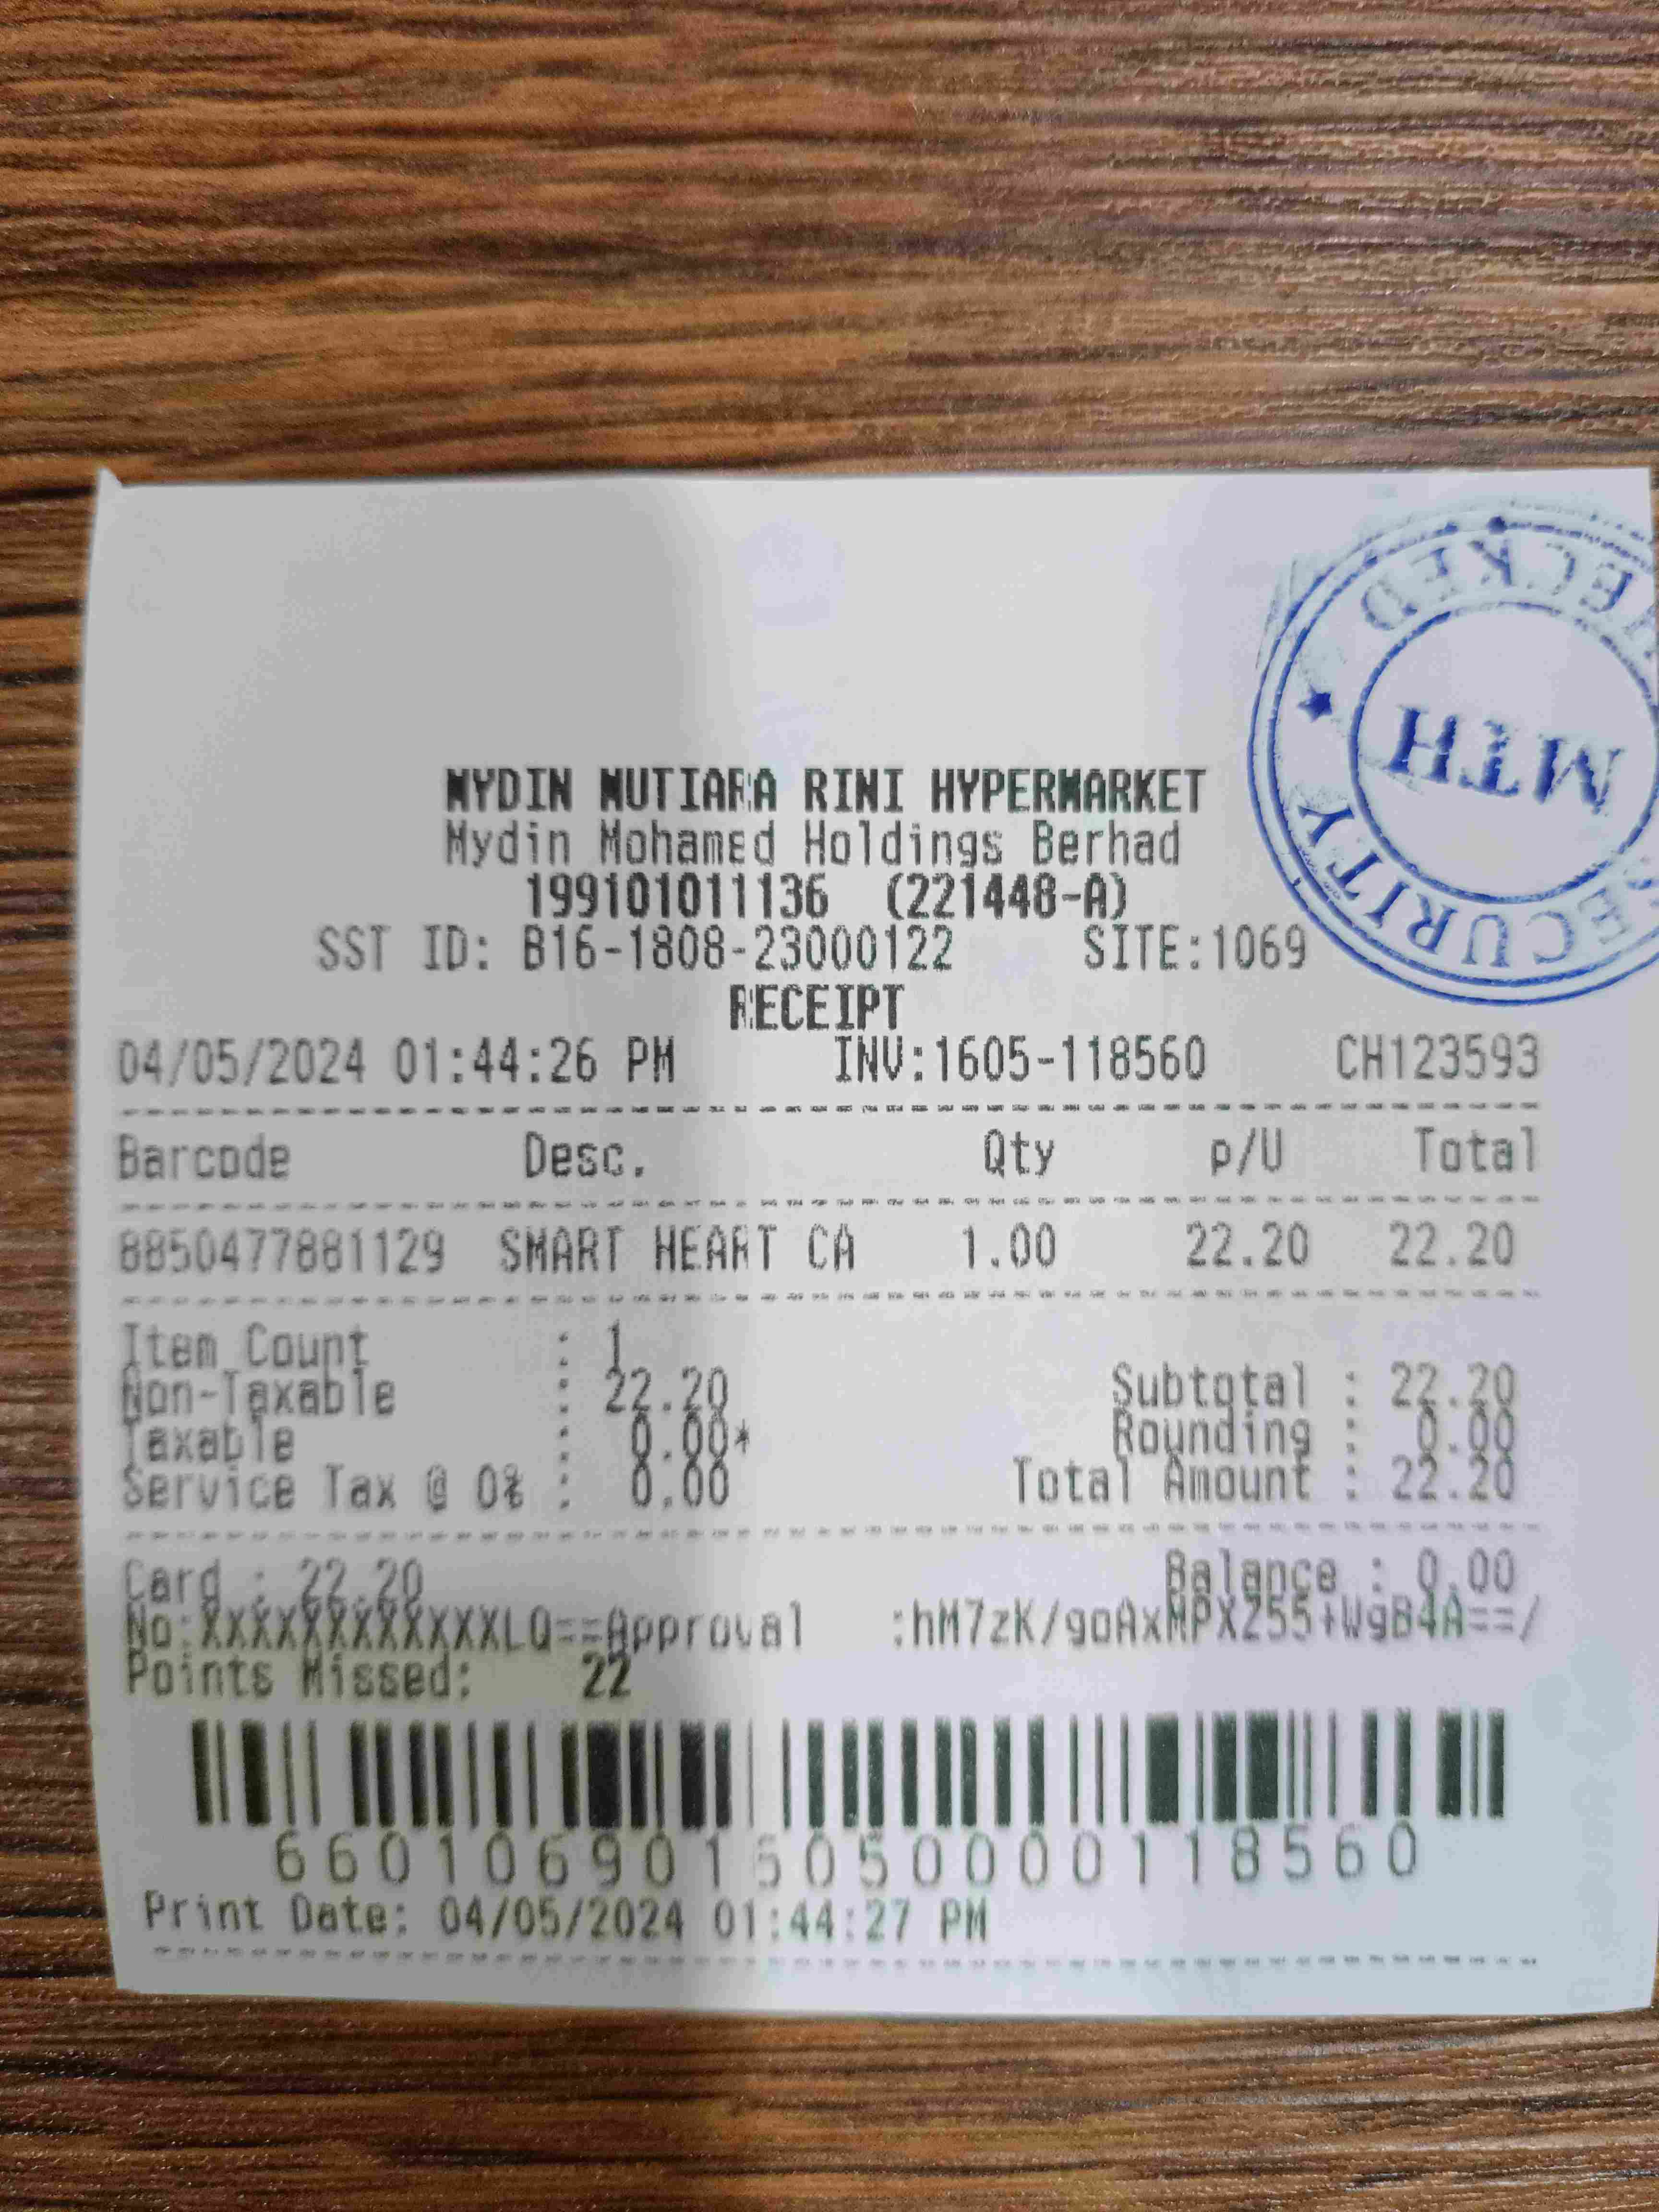 MYDIN MUTIARA RINI HYPERMARKET
Mydin Mohamed Holdings Berhad
199101011136 (221448-A)
SST ID: B16-1808-23000122 SITE:1069
RECEIPT
04/05/2024 01:44:26 PM INV:1605-118560 CH123593
Barcode Desc. Qty p/U Total
8850477881129 SMART HEART CA 1.00 22.20 22.20
Item Count : 1
Non-Taxable : 22.20 Subtotal : 22.20
Taxable : 0.00* Rounding : 0.00
Service Tax @ 0% : 0.00 Total Amount : 22.20
Card : 22.20 Balance : 0.00
No:XXXXXXXXXXXXLQ==Approval :hM7zK/goAxMPXZ55+WgB4A==/
Points Missed: 22
6601069016050000118560
Print Date: 04/05/2024 01:44:27 PM
SECURITY
MTH